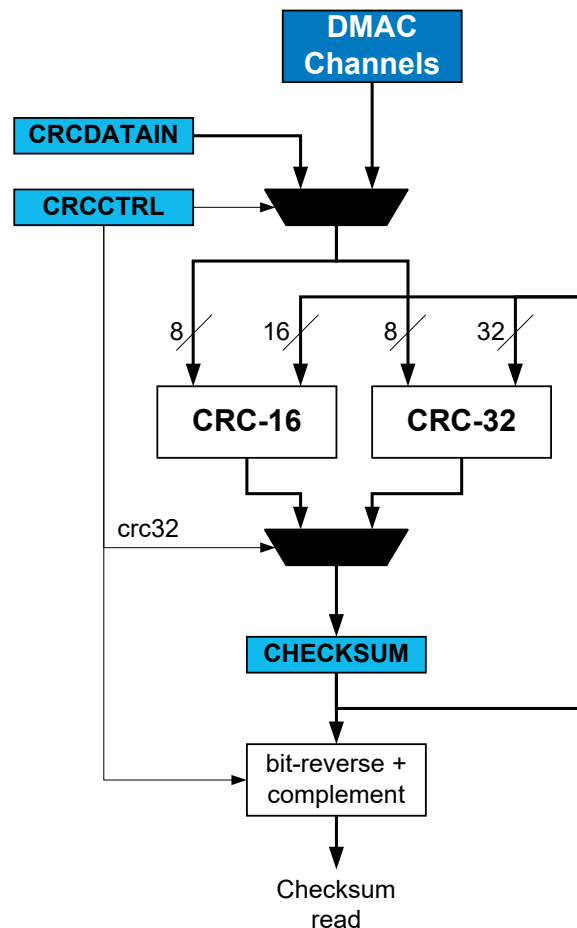 DMAC
Channels
CRCDATAIN
CRCCTRL
8
16
8
32
CRC-16
CRC-32
crc32
CHECKSUM
bit-reverse +
complement
Checksum
read